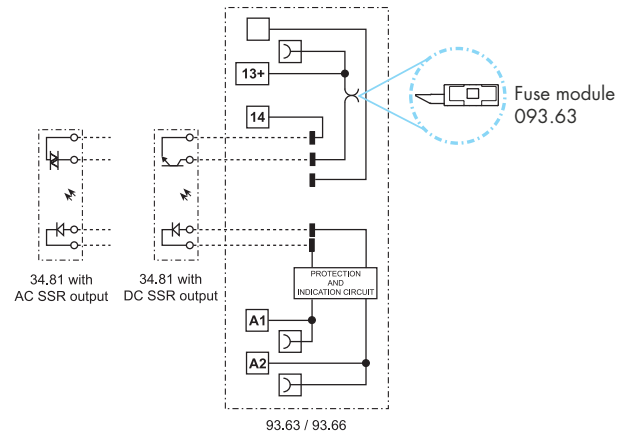 13+
14
Fuse module
093.63
34.81 with
AC SSR output
34.81 with
DC SSR output
PROTECTION
AND
INDICATION CIRCUIT
A1
A2
93.63 / 93.66